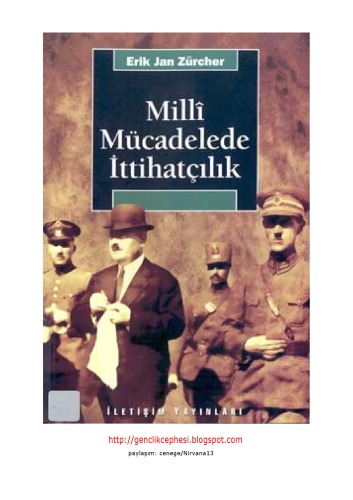 Erik Jan Zürcher
Millî
Mücadelede
İttihatçılık
İLETİŞİM YAYINLARI
http://genclikcephesi.blogspot.com
paylaşım: cenege/Nirvana13